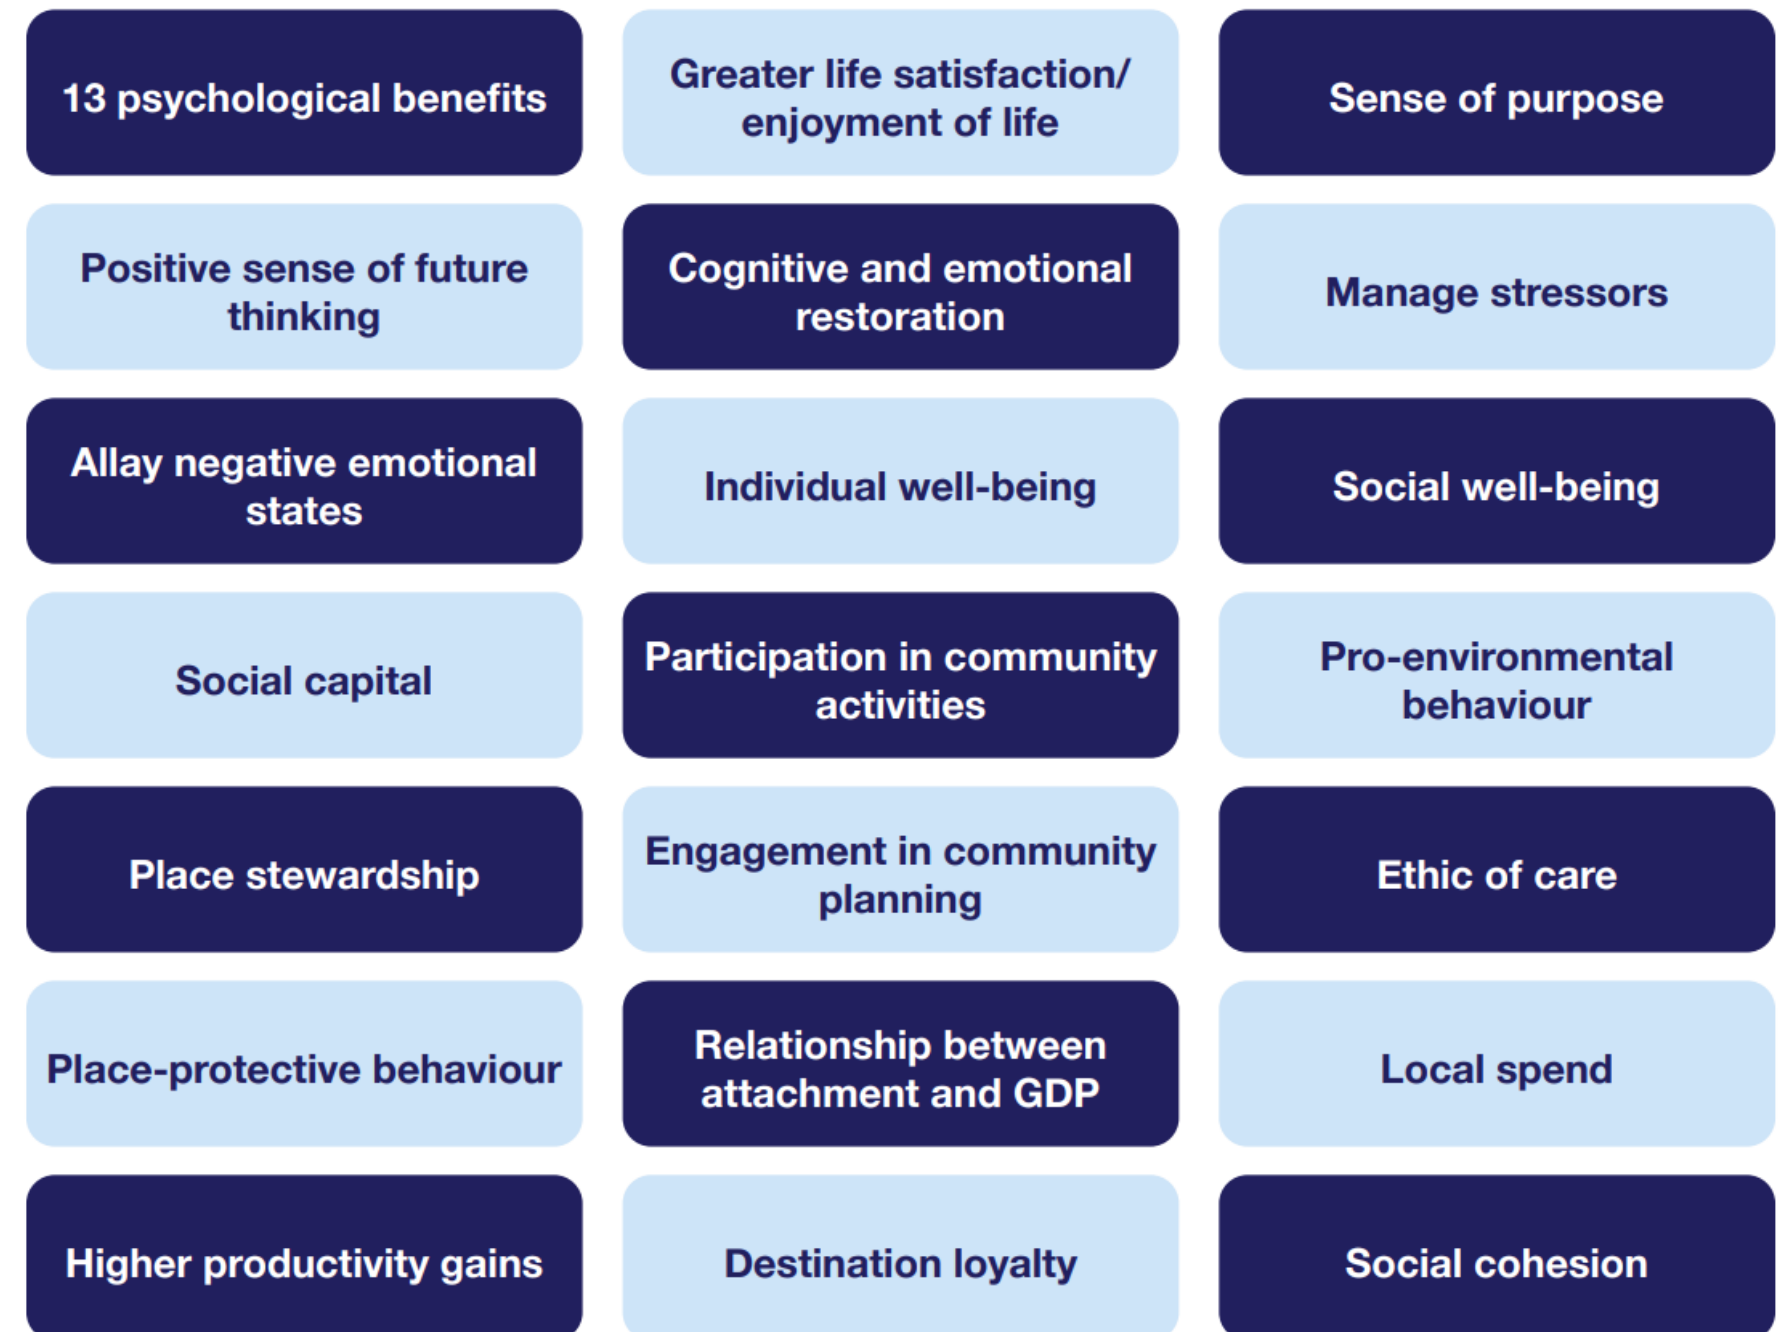 13 psychological benefits
Greater life satisfaction/
enjoyment of life
Sense of purpose
Positive sense of future
thinking
Cognitive and emotional
restoration
Manage stressors
Allay negative emotional
states
Individual well-being
Social well-being
Social capital
Participation in community
activities
Pro-environmental
behaviour
Place stewardship
Engagement in community
planning
Ethic of care
Place-protective behaviour
Relationship between
attachment and GDP
Local spend
Higher productivity gains
Destination loyalty
Social cohesion